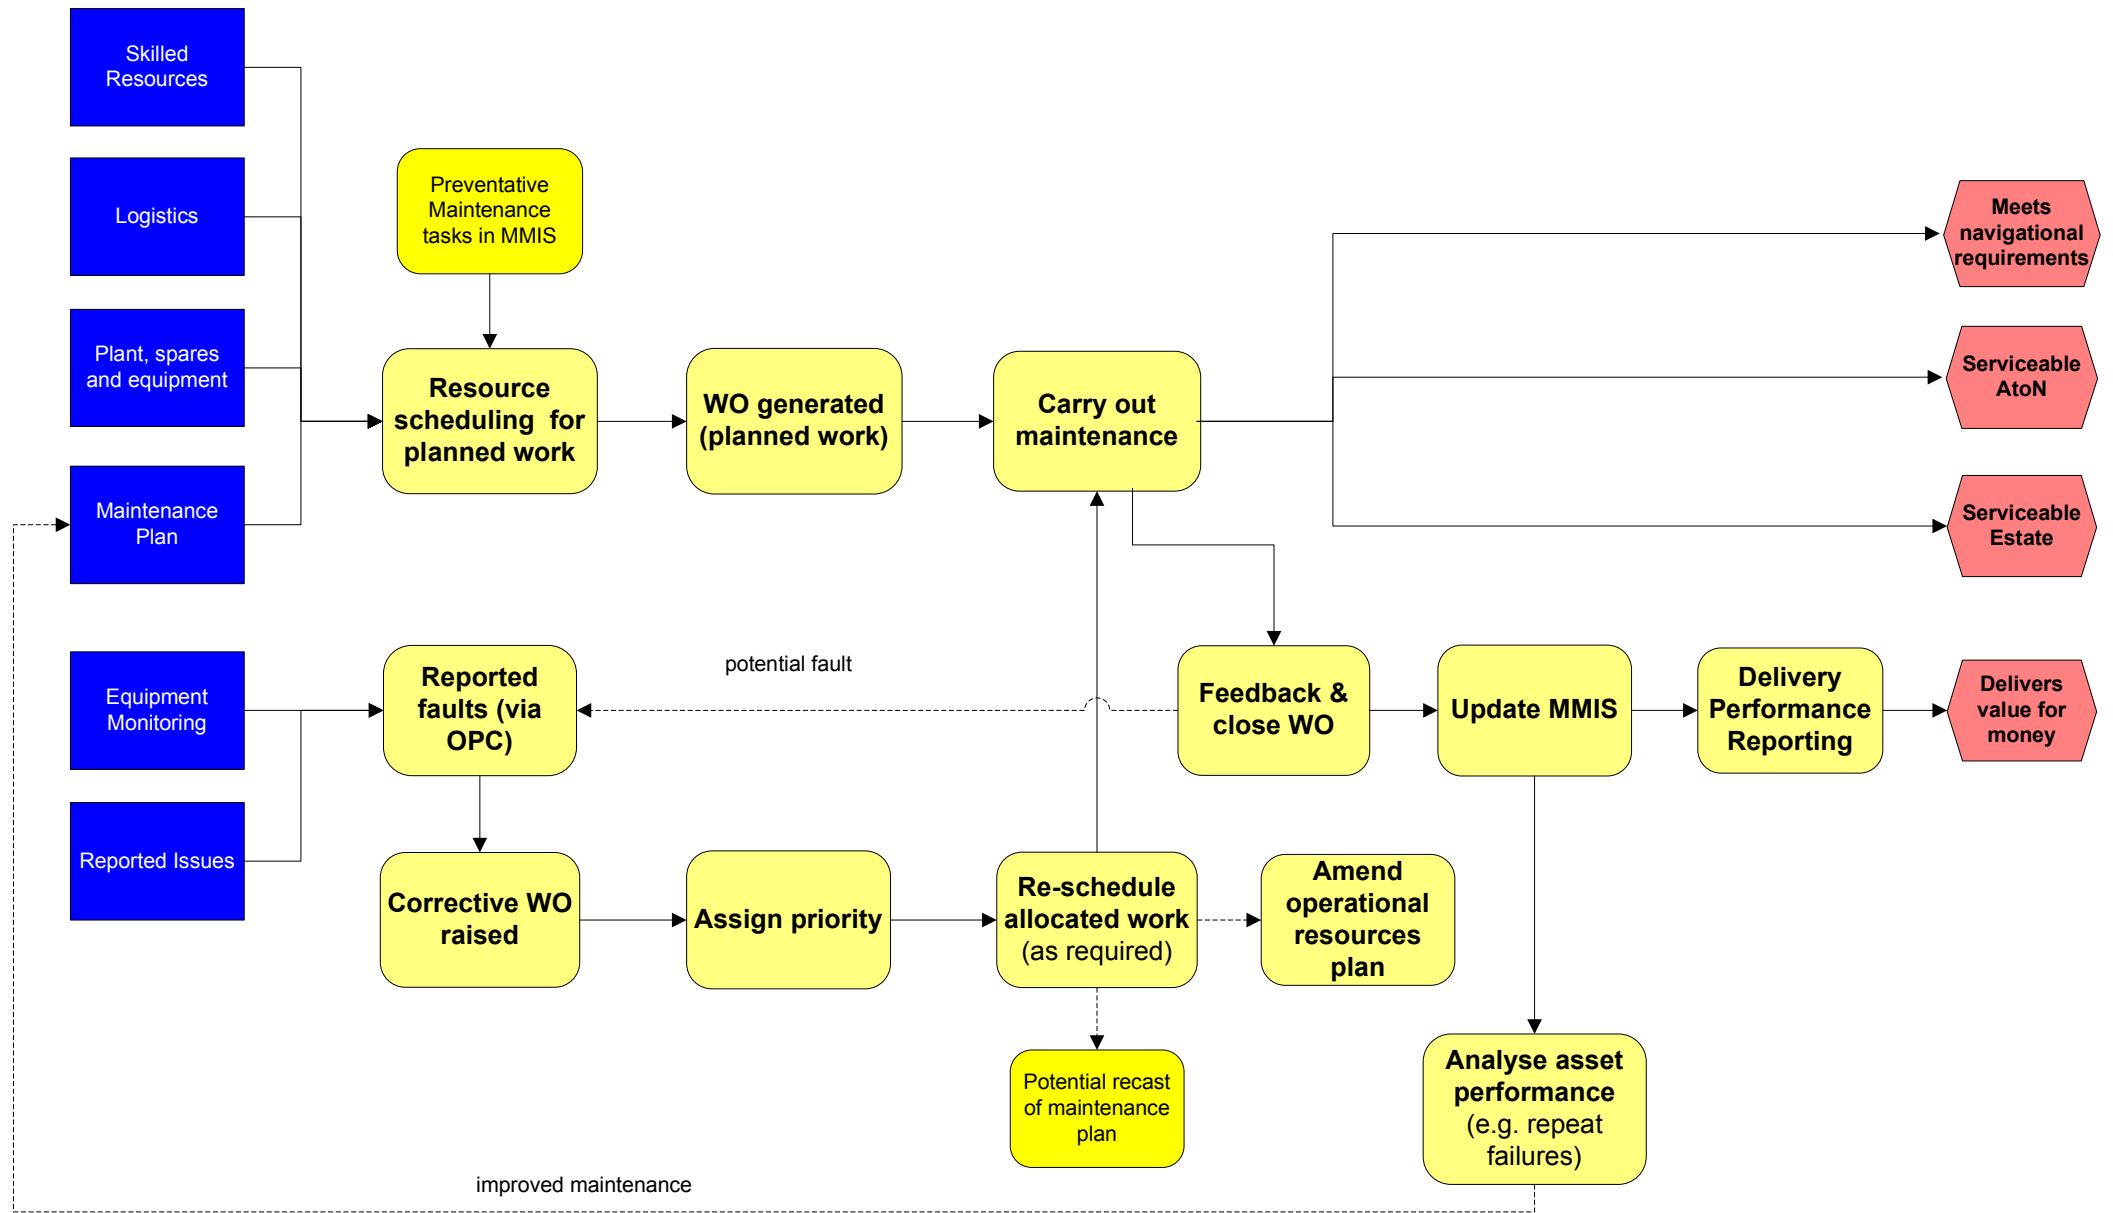 Skilled
Resources
Logistics
Plant, spares
and equipment
Maintenance
Plan
Equipment
Monitoring
Reported Issues
Preventative
Maintenance
tasks in MMIS
Resource
scheduling for
planned work
WO generated
(planned work)
Carry out
maintenance
Meets
navigational
requirements
Serviceable
AtoN
Serviceable
Estate
Reported
faults (via
OPC)
potential fault
Feedback &
close WO
Update MMIS
Delivery
Performance
Reporting
Delivers
value for
money
Corrective WO
raised
Assign priority
Re-schedule
allocated work
(as required)
Amend
operational
resources
plan
Potential recast
of maintenance
plan
Analyse asset
performance
(e.g. repeat
failures)
improved maintenance